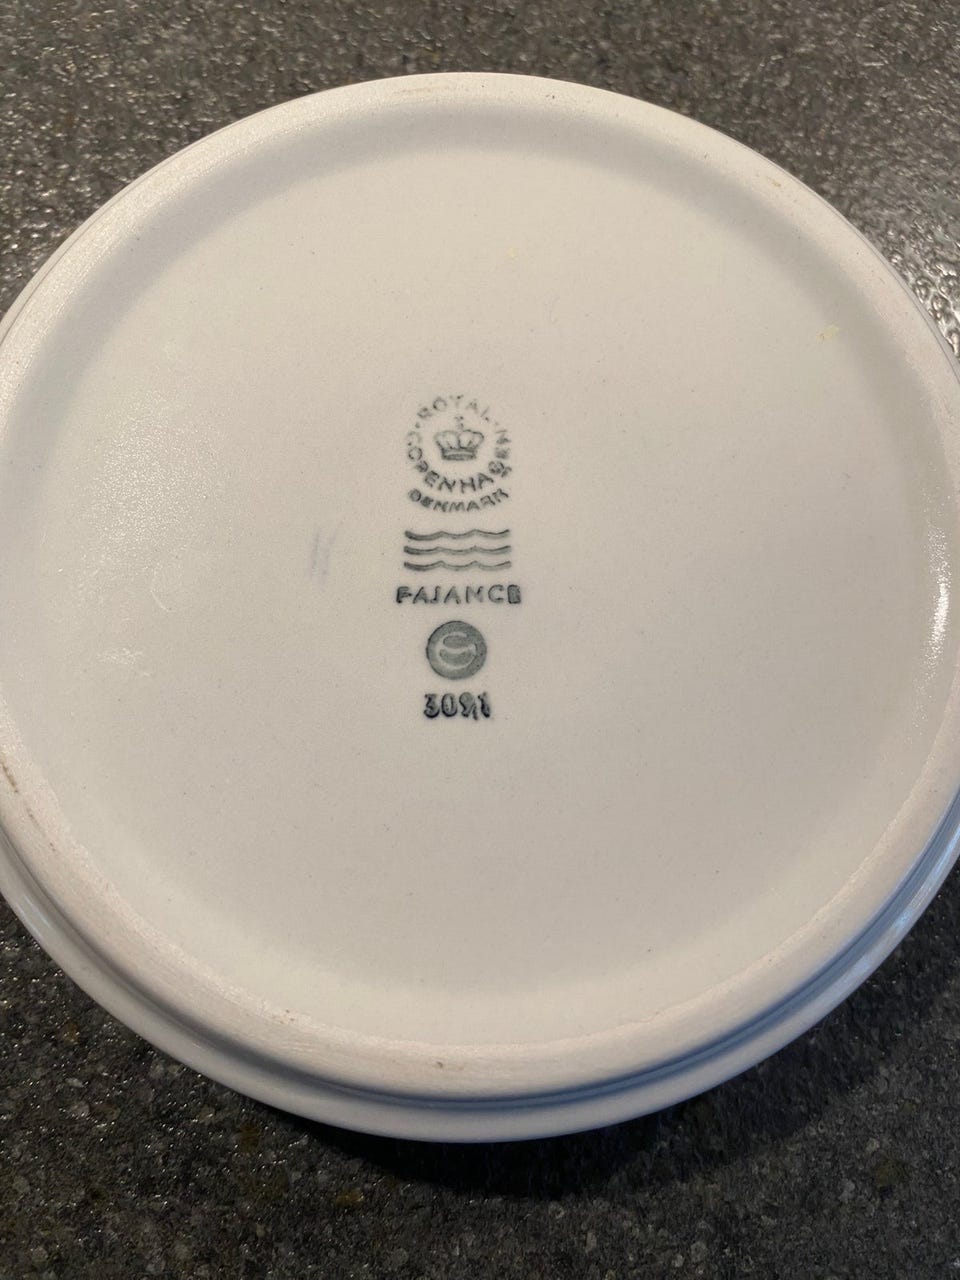 ROYAL COPENHAGEN
DENMARK
FAJANCE
3091